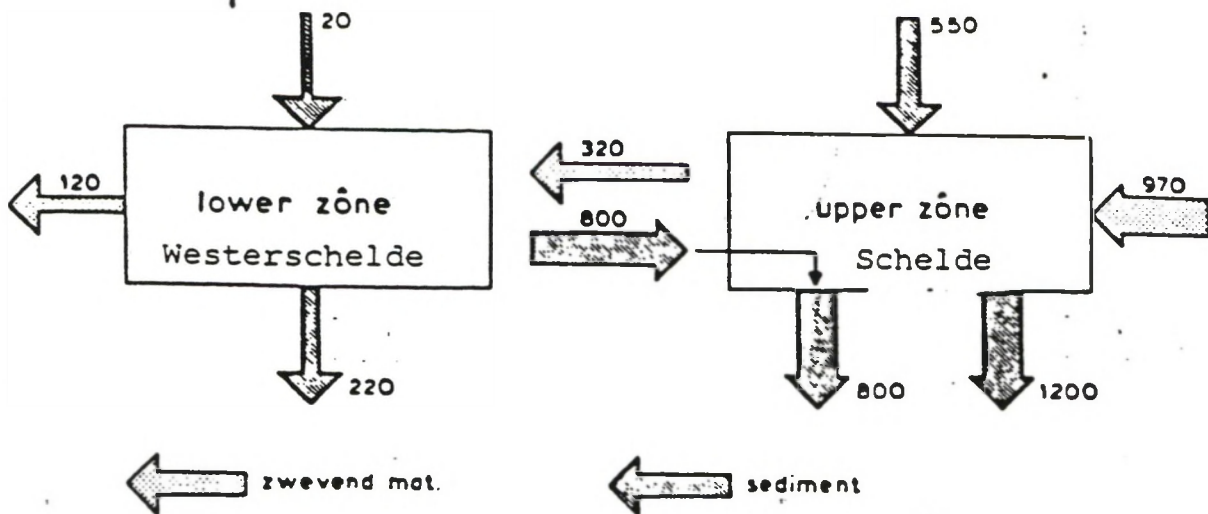 20
550
120
lower zône
Westerschelde
320
800
upper zône
Schelde
970
220
800
1200
zwevend mat.
sediment